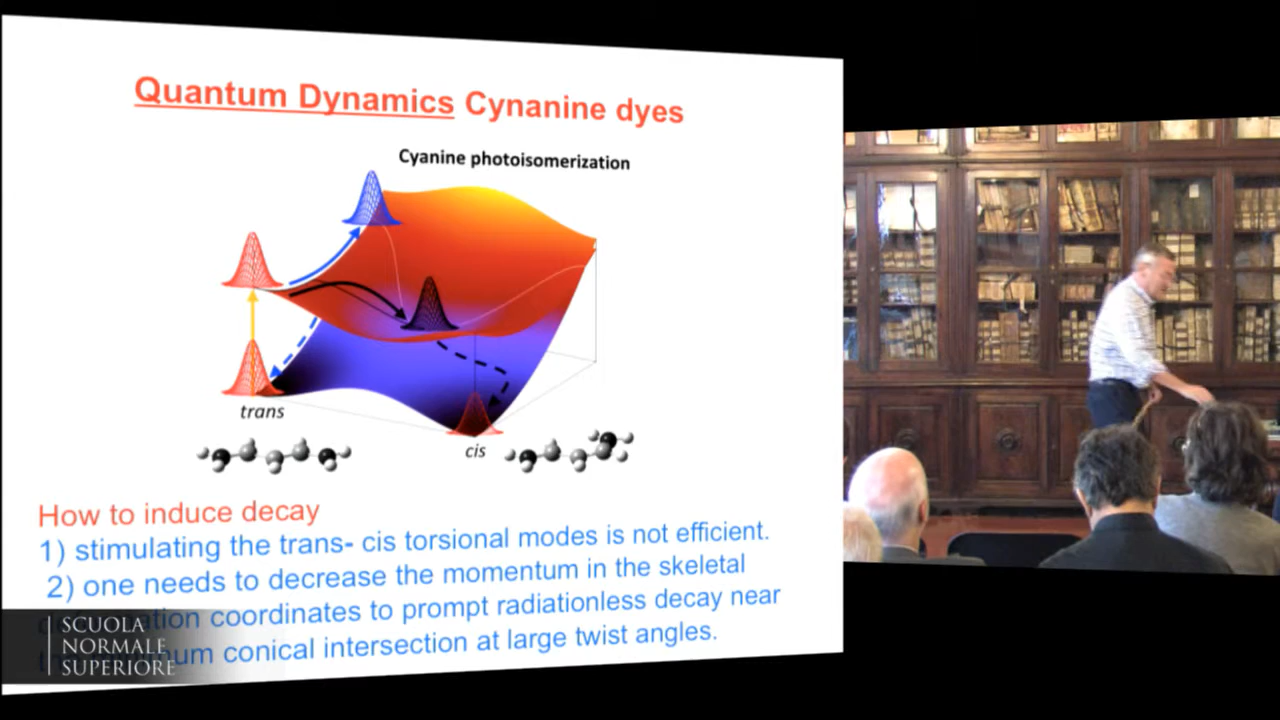 Quantum Dynamics Cynanine dyes
Cyanine photoisomerization
trans
cis
How to induce decay
1) stimulating the trans- cis torsional modes is not efficient.
2) one needs to decrease the momentum in the skeletal
coordinates to prompt radiationless decay near
conical intersection at large twist angles.
SCUOLA
NORMALE
SUPERIORE